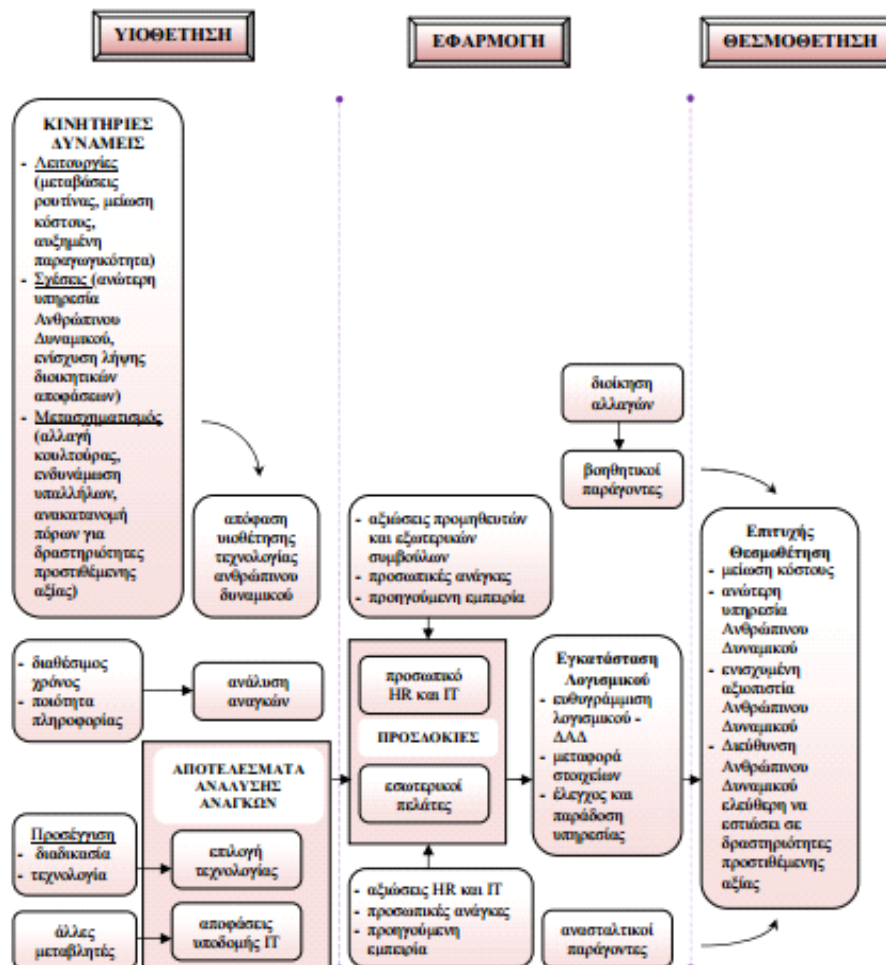 ΥΙΟΘΕΤΗΣΗ
ΕΦΑΡΜΟΓΗ
ΘΕΣΜΟΘΕΤΗΣΗ
ΚΙΝΗΤΗΡΙΕΣ
ΔΥΝΑΜΕΙΣ
- Λειτουργίες
(μεταβάσεις
ρουτίνας, μείωση
κόστους,
αυξημένη
παραγωγικότητα)
- Σχέσεις (ανώτερη
υπηρεσία
Ανθρώπινου
Δυναμικού,
ενίσχυση λήψης
διοικητικών
αποφάσεων)
- Μετασχηματισμός
(αλλαγή
κουλτούρας,
ενδυνάμωση
υπαλλήλων,
ανακατανομή
πόρων για
δραστηριότητες
προστιθέμενης
αξίας)
απόφαση
υιοθέτησης
τεχνολογίας
ανθρώπινου
δυναμικού
- διαθέσιμος
χρόνος
- ποιότητα
πληροφορίας
ανάλυση
αναγκών
ΑΠΟΤΕΛΕΣΜΑΤΑ
ΑΝΑΛΥΣΗΣ
ΑΝΑΓΚΩΝ
Προσέγγιση
- διαδικασία
- τεχνολογία
επιλογή
τεχνολογίας
άλλες
μεταβλητές
αποφάσεις
υποδομής IT
διοίκηση
αλλαγών
βοηθητικοί
παράγοντες
- αξιώσεις προμηθευτών
και εξωτερικών
συμβούλων
- προσωπικές ανάγκες
- προηγούμενη εμπειρία
προσωπικό
HR και IT
ΠΡΟΣΔΟΚΙΕΣ
εσωτερικοί
πελάτες
- αξιώσεις HR και IT
- προσωπικές ανάγκες
- προηγούμενη
εμπειρία
Εγκατάσταση
Λογισμικού
- ευθυγράμμιση
λογισμικού -
ΔΑΔ
- μεταφορά
στοιχείων
- έλεγχος και
παράδοση
υπηρεσίας
ανασταλτικοί
παράγοντες
Επιτυχής
Θεσμοθέτηση
- μείωση κόστους
- ανώτερη
υπηρεσία
Ανθρώπινου
Δυναμικού
- ενισχυμένη
αξιοπιστία
Ανθρώπινου
Δυναμικού
- Διεύθυνση
Ανθρώπινου
Δυναμικού
ελεύθερη να
εστιάσει σε
δραστηριότητες
προστιθέμενης
αξίας